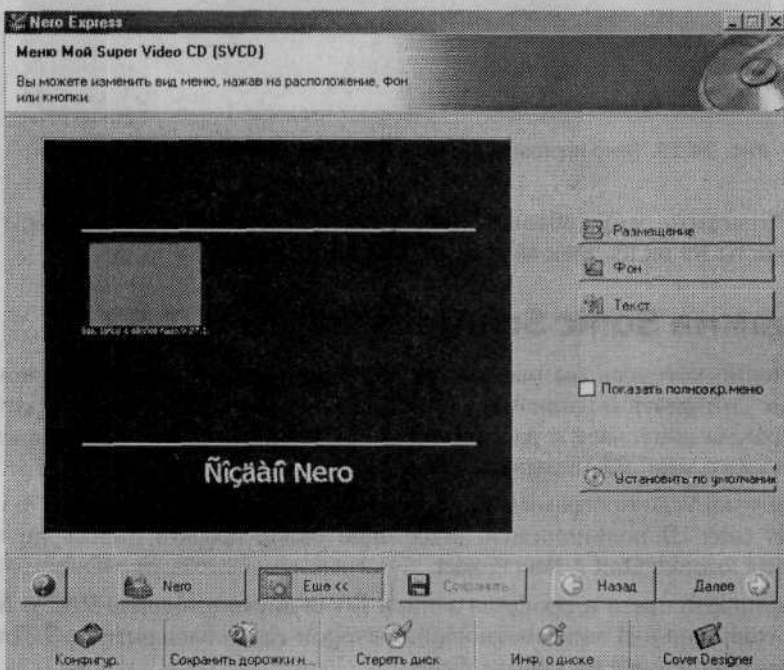 Nero Express
Меню Мой Super Video CD (SVCD)
Вы можете изменить вид меню, нажав на расположение, фон
или кнопки.
Размещение
Фон
Текст
Показать полноэкр.меню
Ñîçäàíî Nero
Установить по умолчанию
Nero
Еще <<
Сохранить
Назад
Далее
Конфигур.
Сохранить дорожки н...
Стереть диск
Инф. о диске
Cover Designer